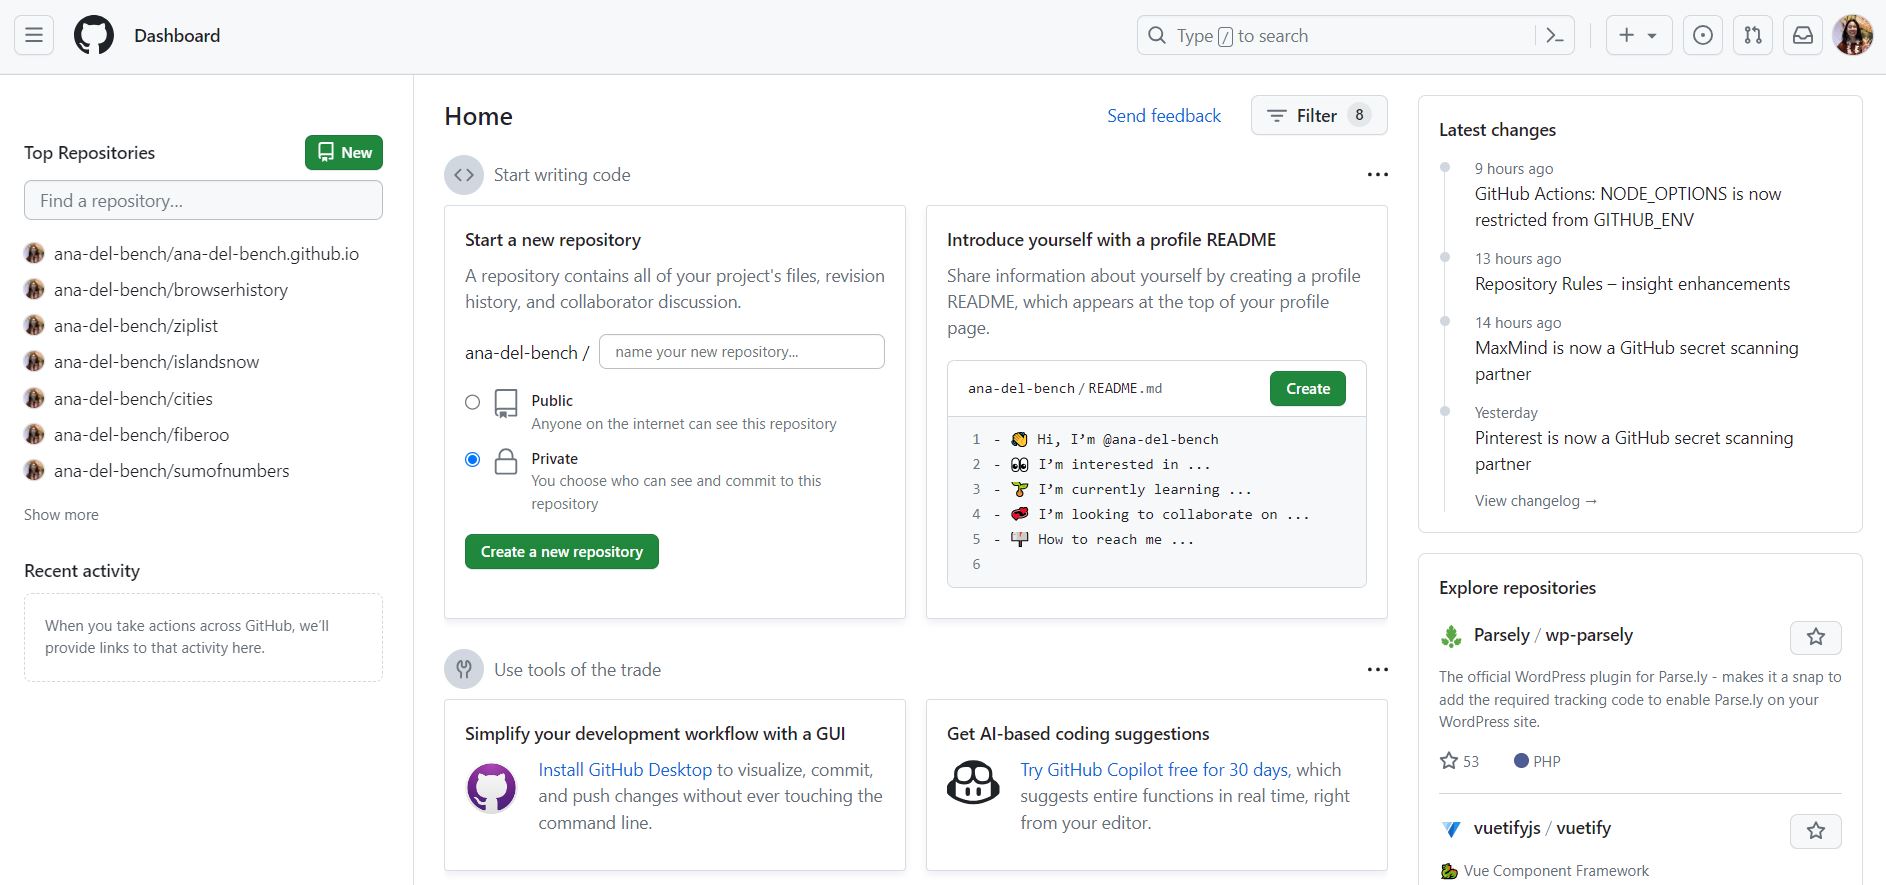 Dashboard
Type / to search
Top Repositories
New
Find a repository...
ana-del-bench/ana-del-bench.github.io
ana-del-bench/browserhistory
ana-del-bench/ziplist
ana-del-bench/islandsnow
ana-del-bench/cities
ana-del-bench/fiberoo
ana-del-bench/sumofnumbers
Show more
Recent activity
When you take actions across GitHub, we'll
provide links to that activity here.
Home
Send feedback
Filter 8
Start writing code
Start a new repository
A repository contains all of your project's files, revision
history, and collaborator discussion.
ana-del-bench / name your new repository...
Public
Anyone on the internet can see this repository
Private
You choose who can see and commit to this
repository
Create a new repository
Introduce yourself with a profile README
Share information about yourself by creating a profile
README, which appears at the top of your profile
page.
ana-del-bench / README.md
Create
1 - 👋 Hi, I'm @ana-del-bench
2 - 👀 I'm interested in ...
3 - 🌱 I'm currently learning ...
4 - 💞️ I'm looking to collaborate on ...
5 - 📫 How to reach me ...
6
Use tools of the trade
Simplify your development workflow with a GUI
Install GitHub Desktop to visualize, commit,
and push changes without ever touching the
command line.
Get AI-based coding suggestions
Try GitHub Copilot free for 30 days, which
suggests entire functions in real time, right
from your editor.
Latest changes
9 hours ago
GitHub Actions: NODE_OPTIONS is now
restricted from GITHUB_ENV
13 hours ago
Repository Rules – insight enhancements
14 hours ago
MaxMind is now a GitHub secret scanning
partner
Yesterday
Pinterest is now a GitHub secret scanning
partner
View changelog →
Explore repositories
Parsely / wp-parsely
The official WordPress plugin for Parse.ly - makes it a snap to
add the required tracking code to enable Parse.ly on your
WordPress site.
53 PHP
vuetifyjs / vuetify
🐉 Vue Component Framework